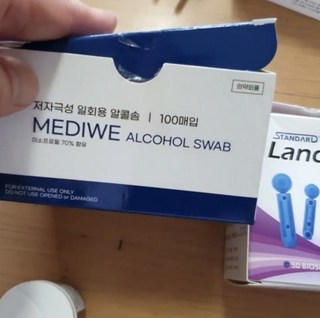 의약외품
저자극성 일회용 알콜솜 | 100매입
MEDIWE ALCOHOL SWAB
이소프로필 70% 함유
FOR EXTERNAL USE ONLY
DO NOT USE OPENED or DAMAGED
STANDARD
Lanc
50